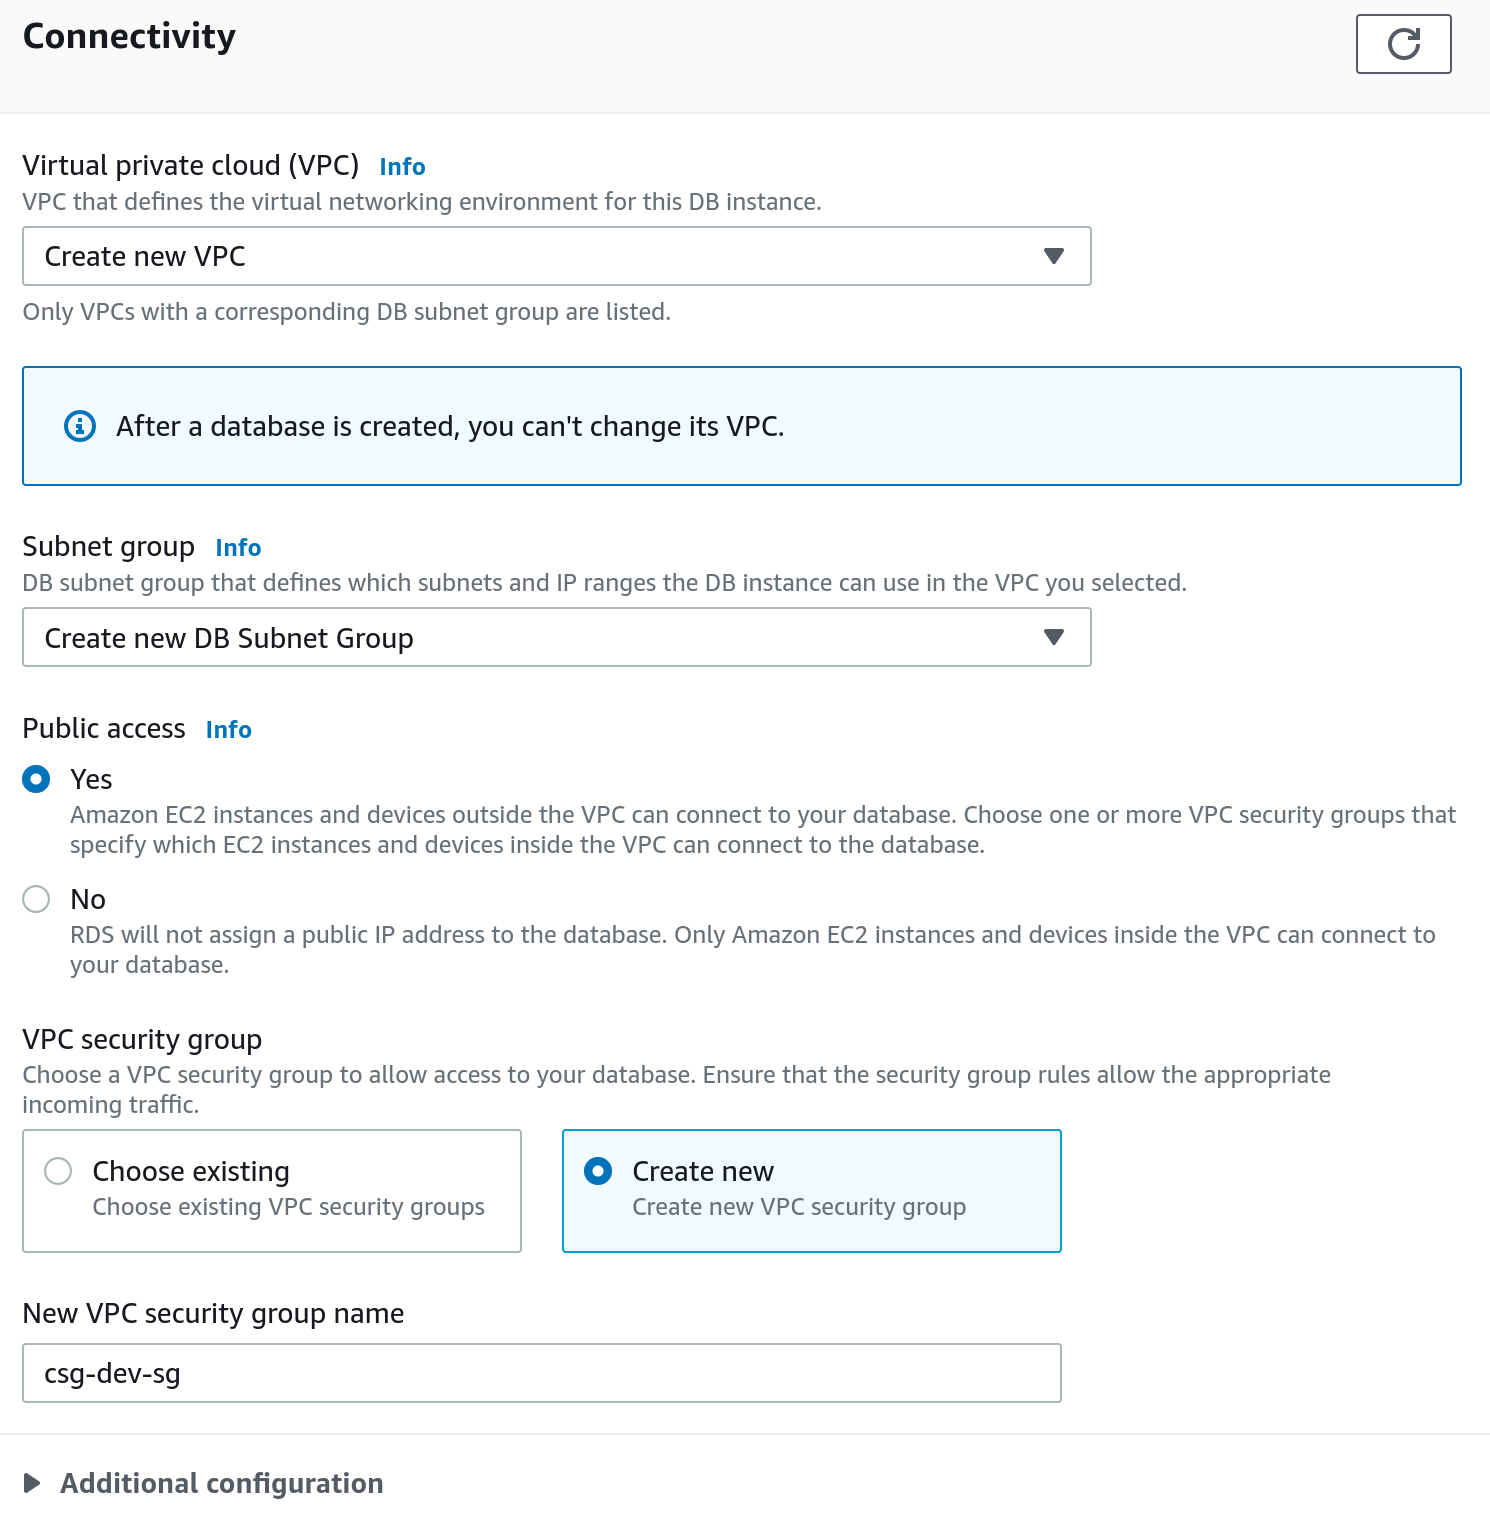 Connectivity
Virtual private cloud (VPC) Info
VPC that defines the virtual networking environment for this DB instance.
Create new VPC
Only VPCs with a corresponding DB subnet group are listed.
After a database is created, you can't change its VPC.
Subnet group Info
DB subnet group that defines which subnets and IP ranges the DB instance can use in the VPC you selected.
Create new DB Subnet Group
Public access Info
Yes
Amazon EC2 instances and devices outside the VPC can connect to your database. Choose one or more VPC security groups that
specify which EC2 instances and devices inside the VPC can connect to the database.
No
RDS will not assign a public IP address to the database. Only Amazon EC2 instances and devices inside the VPC can connect to
your database.
VPC security group
Choose a VPC security group to allow access to your database. Ensure that the security group rules allow the appropriate
incoming traffic.
Choose existing
Choose existing VPC security groups
Create new
Create new VPC security group
New VPC security group name
csg-dev-sg
Additional configuration